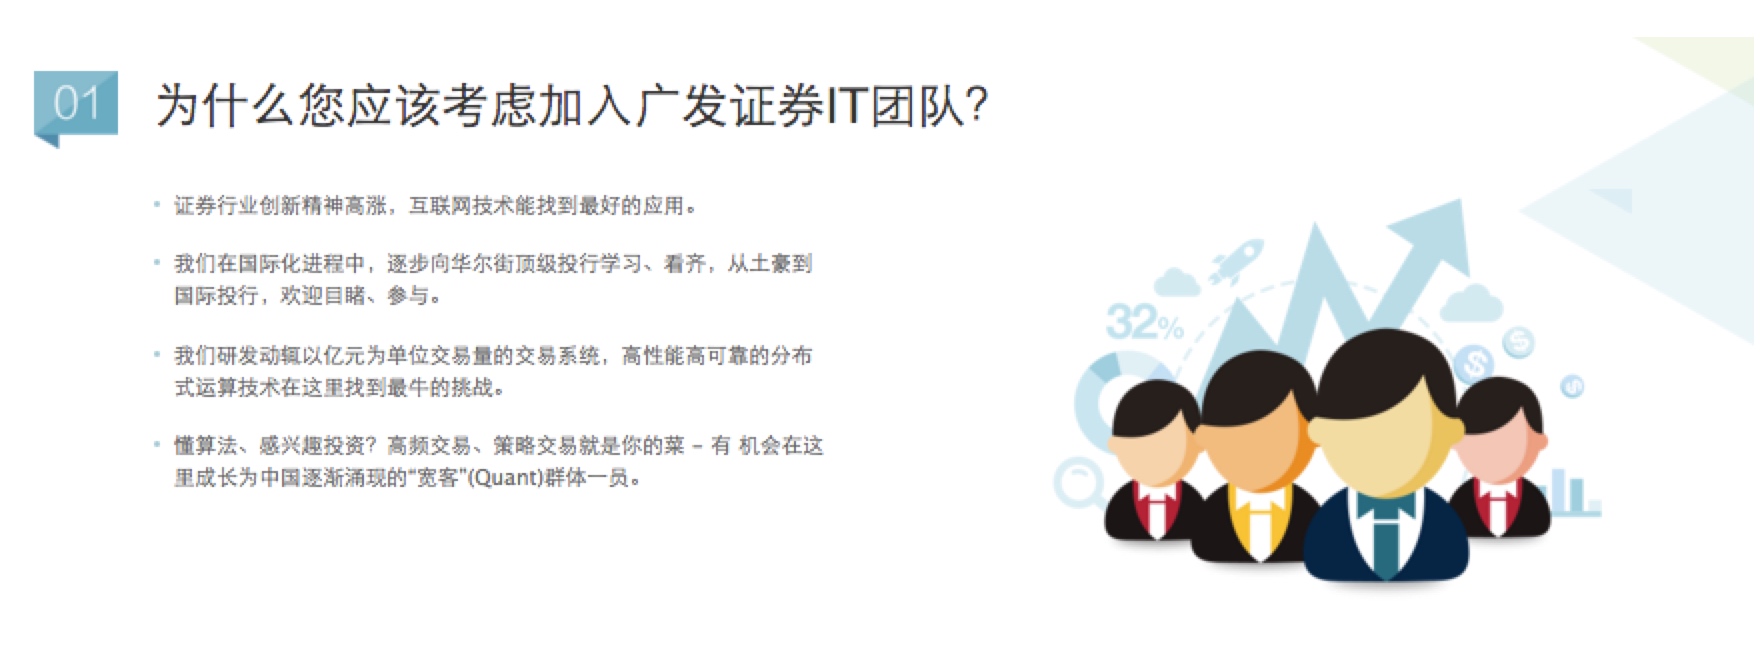 01
为什么您应该考虑加入广发证券IT团队？
• 证券行业创新精神高涨，互联网技术能找到最好的应用。
• 我们在国际化进程中，逐步向华尔街顶级投行学习、看齐，从土豪到
国际投行，欢迎目睹、参与。
• 我们研发动辄以亿元为单位交易量的交易系统，高性能高可靠的分布
式运算技术在这里找到最牛的挑战。
• 懂算法、感兴趣投资？高频交易、策略交易就是你的菜 – 有 机会在这
里成长为中国逐渐涌现的“宽客”(Quant)群体一员。
32%
$
$
$